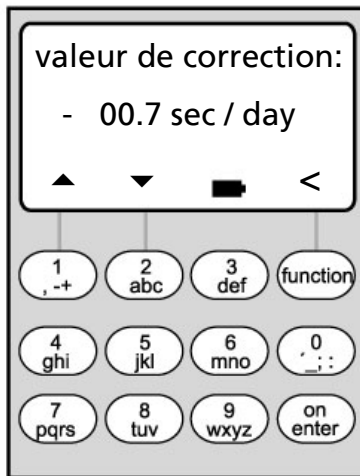 valeur de correction:
- 00.7 sec / day
<
1 2 3 function
, -+ abc def
4 5 6 0
ghi jkl mno ´_; :
7 8 9 on
pqrs tuv wxyz enter